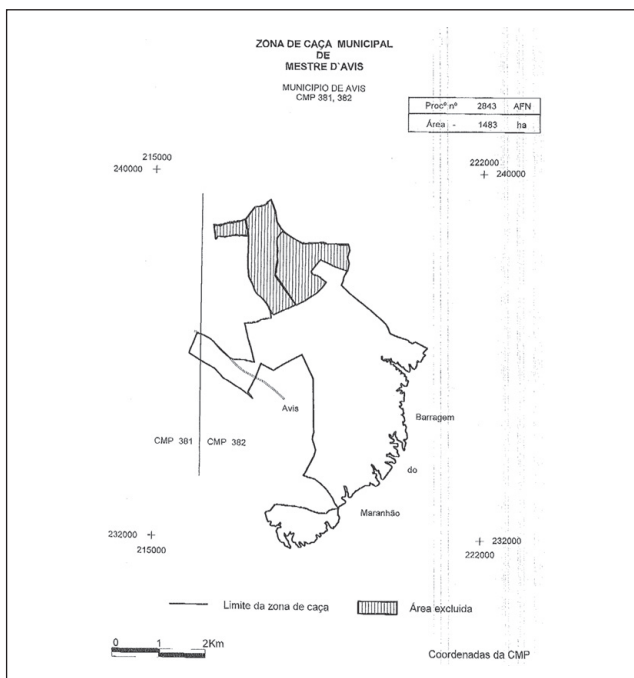 ZONA DE CAÇA MUNICIPAL
DE
MESTRE D`AVIS
MUNICIPIO DE AVIS
CMP 381, 382
Procº nº 2843 AFN
Área - 1483 ha
215000
240000
222000
240000
Avis
Barragem
CMP 381 CMP 382
do
Maranhão
232000
215000
232000
222000
Limite da zona de caça
Área excluida
0 1 2Km
Coordenadas da CMP